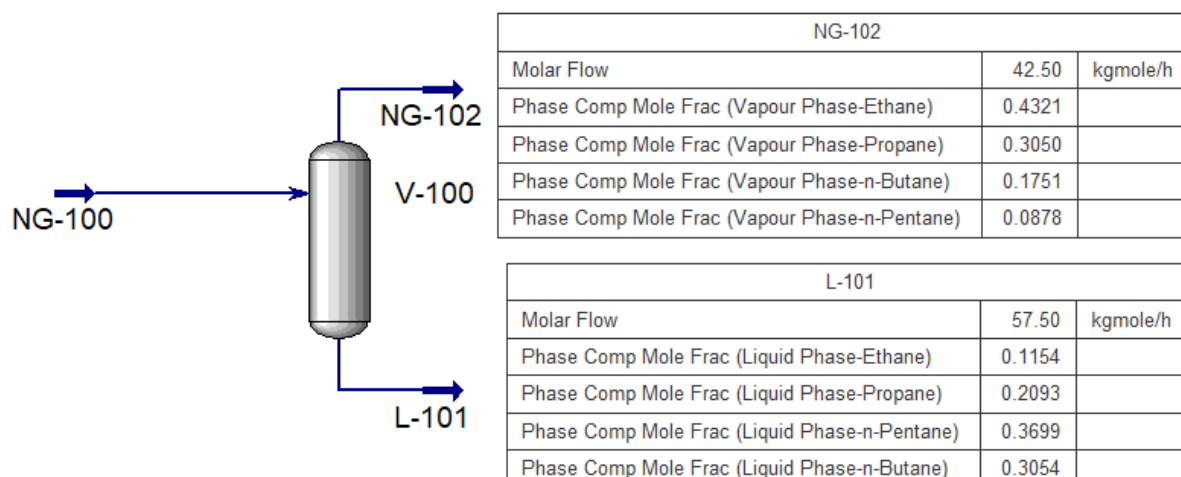 NG-100
V-100
NG-102
L-101
NG-102
Molar Flow 42.50 kgmole/h
Phase Comp Mole Frac (Vapour Phase-Ethane) 0.4321
Phase Comp Mole Frac (Vapour Phase-Propane) 0.3050
Phase Comp Mole Frac (Vapour Phase-n-Butane) 0.1751
Phase Comp Mole Frac (Vapour Phase-n-Pentane) 0.0878
L-101
Molar Flow 57.50 kgmole/h
Phase Comp Mole Frac (Liquid Phase-Ethane) 0.1154
Phase Comp Mole Frac (Liquid Phase-Propane) 0.2093
Phase Comp Mole Frac (Liquid Phase-n-Pentane) 0.3699
Phase Comp Mole Frac (Liquid Phase-n-Butane) 0.3054